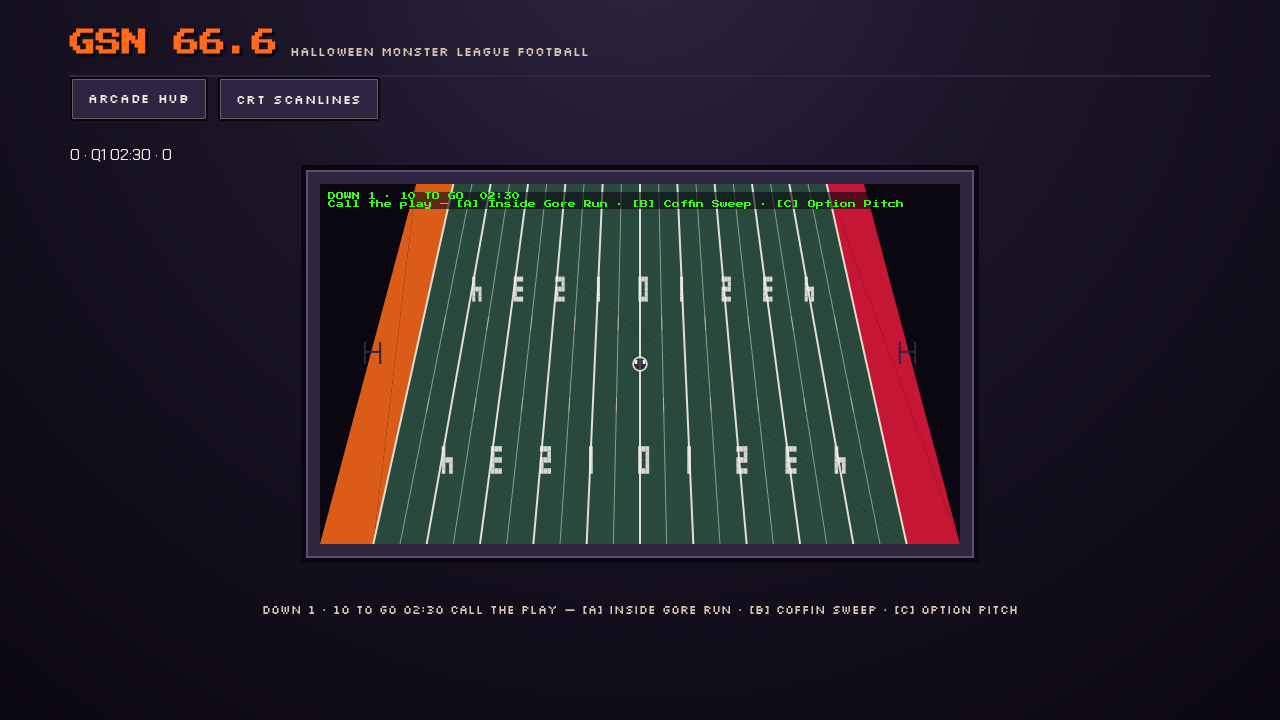 GSN 66.6 HALLOWEEN MONSTER LEAGUE FOOTBALL
ARCADE HUB CRT SCANLINES
0 · Q1 02:30 · 0
DOWN 1 · 10 TO GO 02:30
Call the play — [A] Inside Gore Run · [B] Coffin Sweep · [C] Option Pitch
DOWN 1 · 10 TO GO 02:30 CALL THE PLAY — [A] INSIDE GORE RUN · [B] COFFIN SWEEP · [C] OPTION PITCH